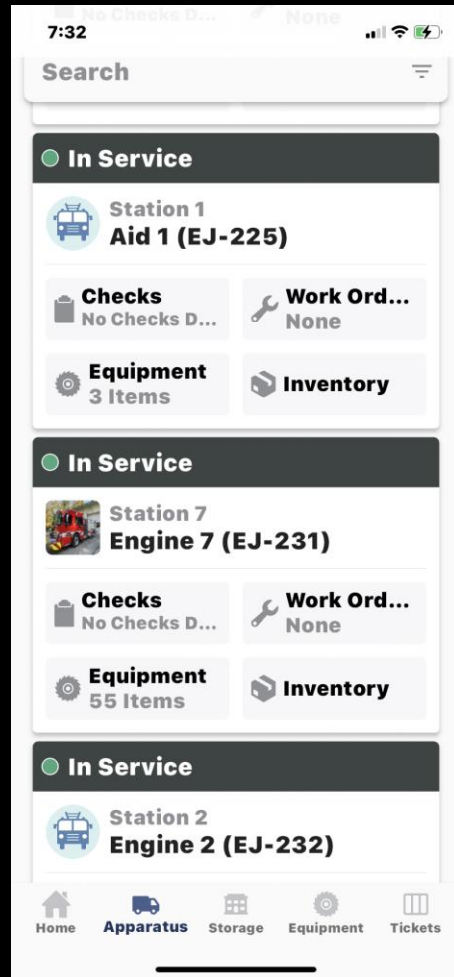 No Checks D...
None
7:32
Search
In Service
Station 1
Aid 1 (EJ-225)
Checks
No Checks D...
Work Ord...
None
Equipment
3 Items
Inventory
In Service
Station 7
Engine 7 (EJ-231)
Checks
No Checks D...
Work Ord...
None
Equipment
55 Items
Inventory
In Service
Station 2
Engine 2 (EJ-232)
Home
Apparatus
Storage
Equipment
Tickets